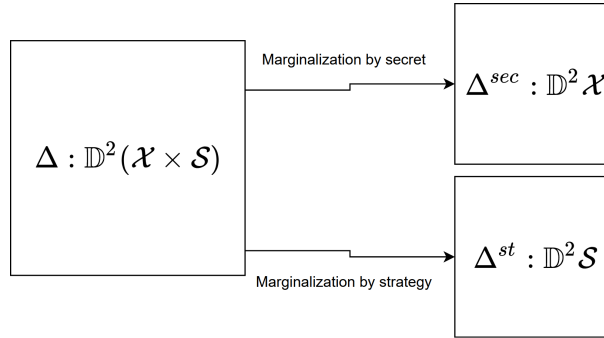 Δ : 𝔻²(𝒳 × 𝒮)
Marginalization by secret
Δ^{sec} : 𝔻²𝒳
Marginalization by strategy
Δ^{st} : 𝔻²𝒮